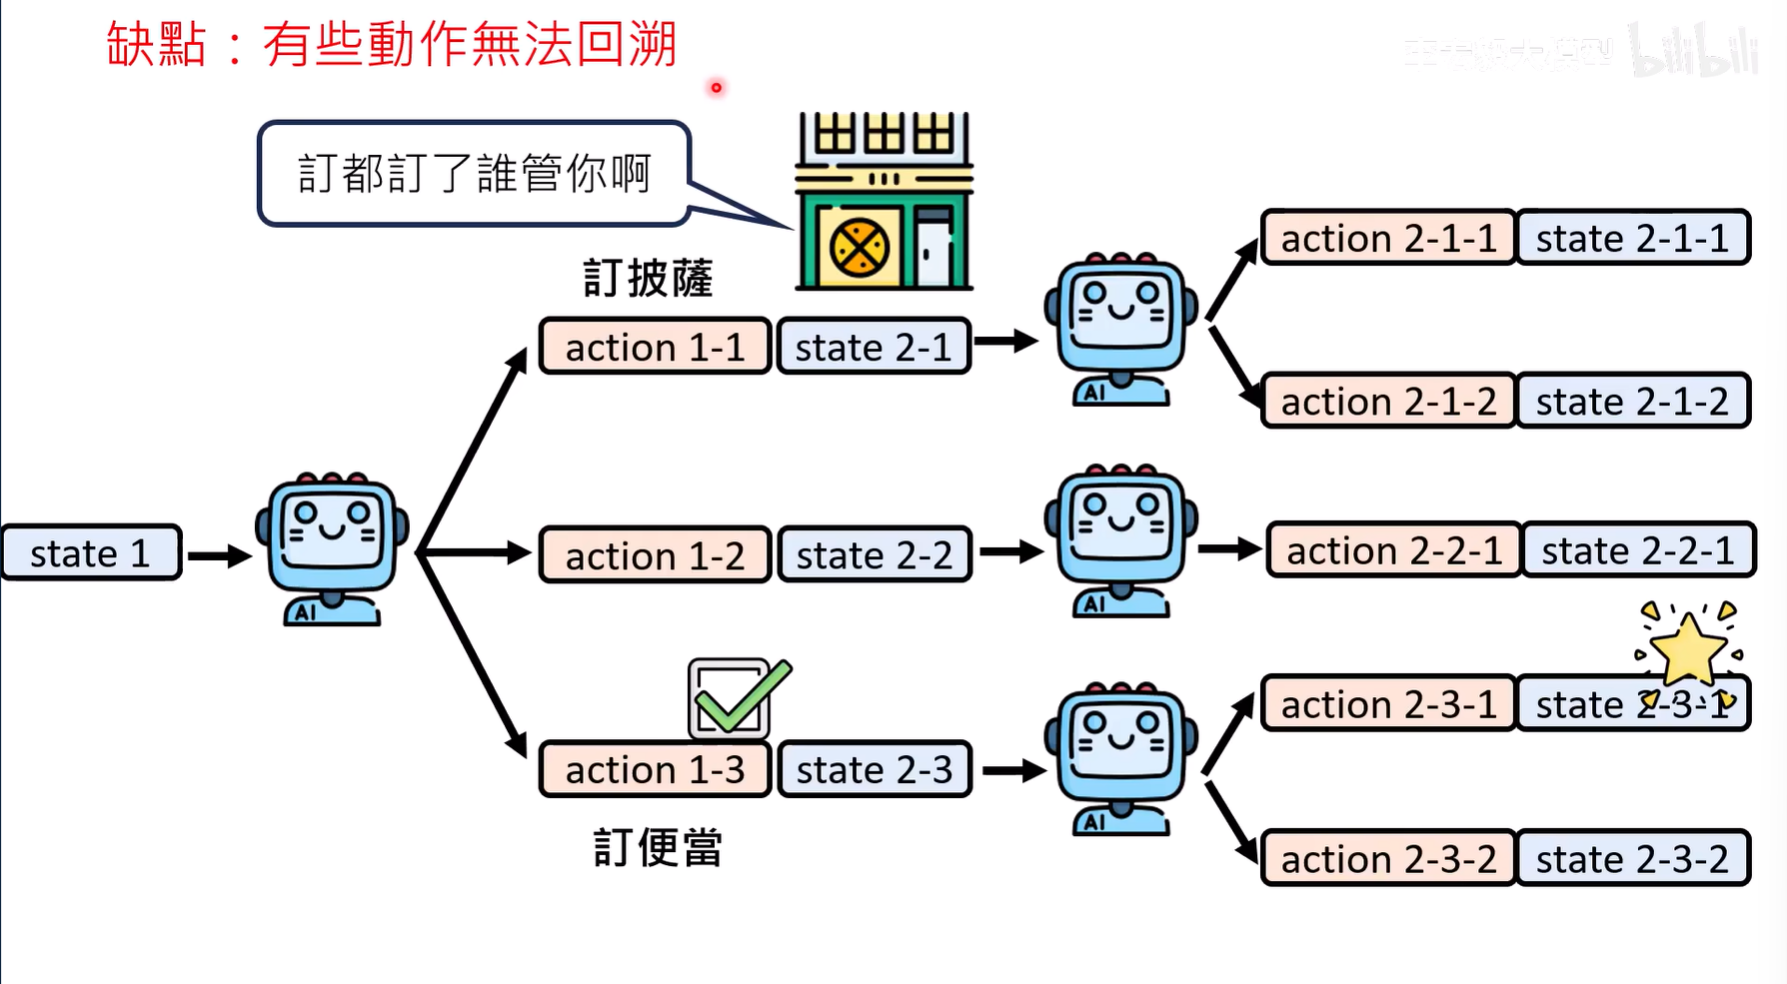 缺點：有些動作無法回溯
bilibili
訂都訂了誰管你啊
訂披薩
action 1-1 state 2-1
action 2-1-1 state 2-1-1
action 2-1-2 state 2-1-2
state 1
AI
AI
action 1-2 state 2-2
AI
action 2-2-1 state 2-2-1
action 1-3 state 2-3
訂便當
AI
action 2-3-1 state 2-3-1
action 2-3-2 state 2-3-2